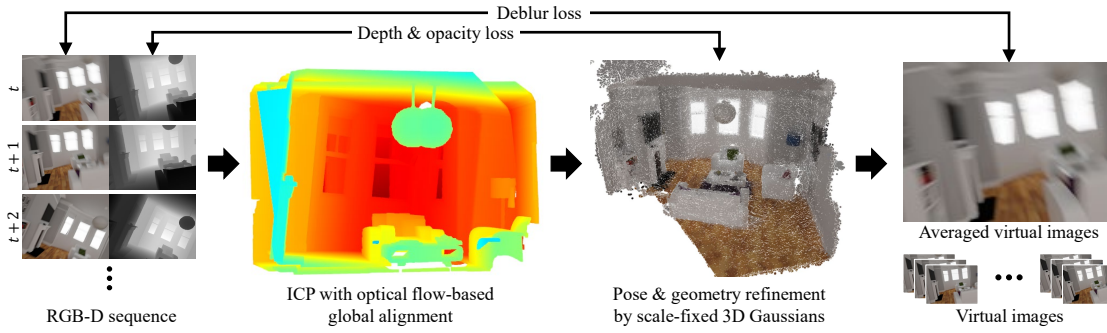 Deblur loss
Depth & opacity loss
t
t+1
t+2
RGB-D sequence
ICP with optical flow-based
global alignment
Pose & geometry refinement
by scale-fixed 3D Gaussians
Averaged virtual images
Virtual images